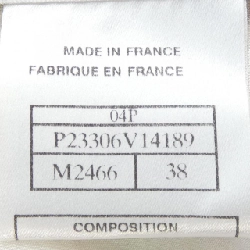 MADE IN FRANCE
FABRIQUE EN FRANCE
04P
P23306V14189
M2466 38
COMPOSITION